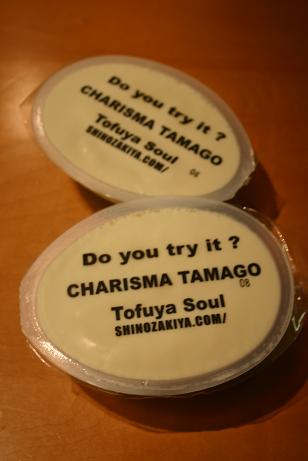 Do you try it ?
CHARISMA TAMAGO
Tofuya Soul
SHINOZAKIYA.COM/
08
Do you try it ?
CHARISMA TAMAGO
08
Tofuya Soul
SHINOZAKIYA.COM/